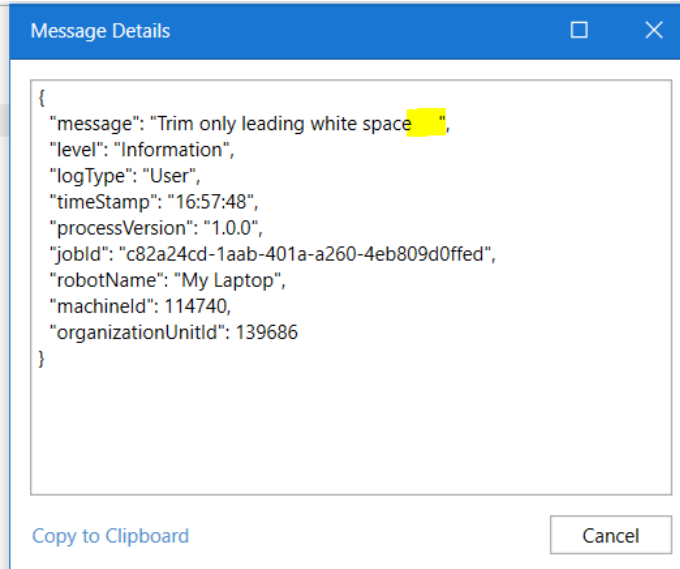 Message Details
{
"message": "Trim only leading white space    ",
"level": "Information",
"logType": "User",
"timeStamp": "16:57:48",
"processVersion": "1.0.0",
"jobId": "c82a24cd-1aab-401a-a260-4eb809d0ffed",
"robotName": "My Laptop",
"machineId": 114740,
"organizationUnitId": 139686
}
Copy to Clipboard
Cancel